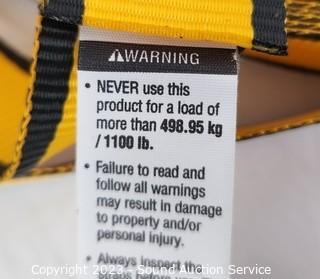 ⚠WARNING
• NEVER use this
product for a load of
more than 498.95 kg
/ 1100 lb.
• Failure to read and
follow all warnings
may result in damage
to property and/or
personal injury.
• Always inspect the
Copyright 2023 - Sound Auction Service